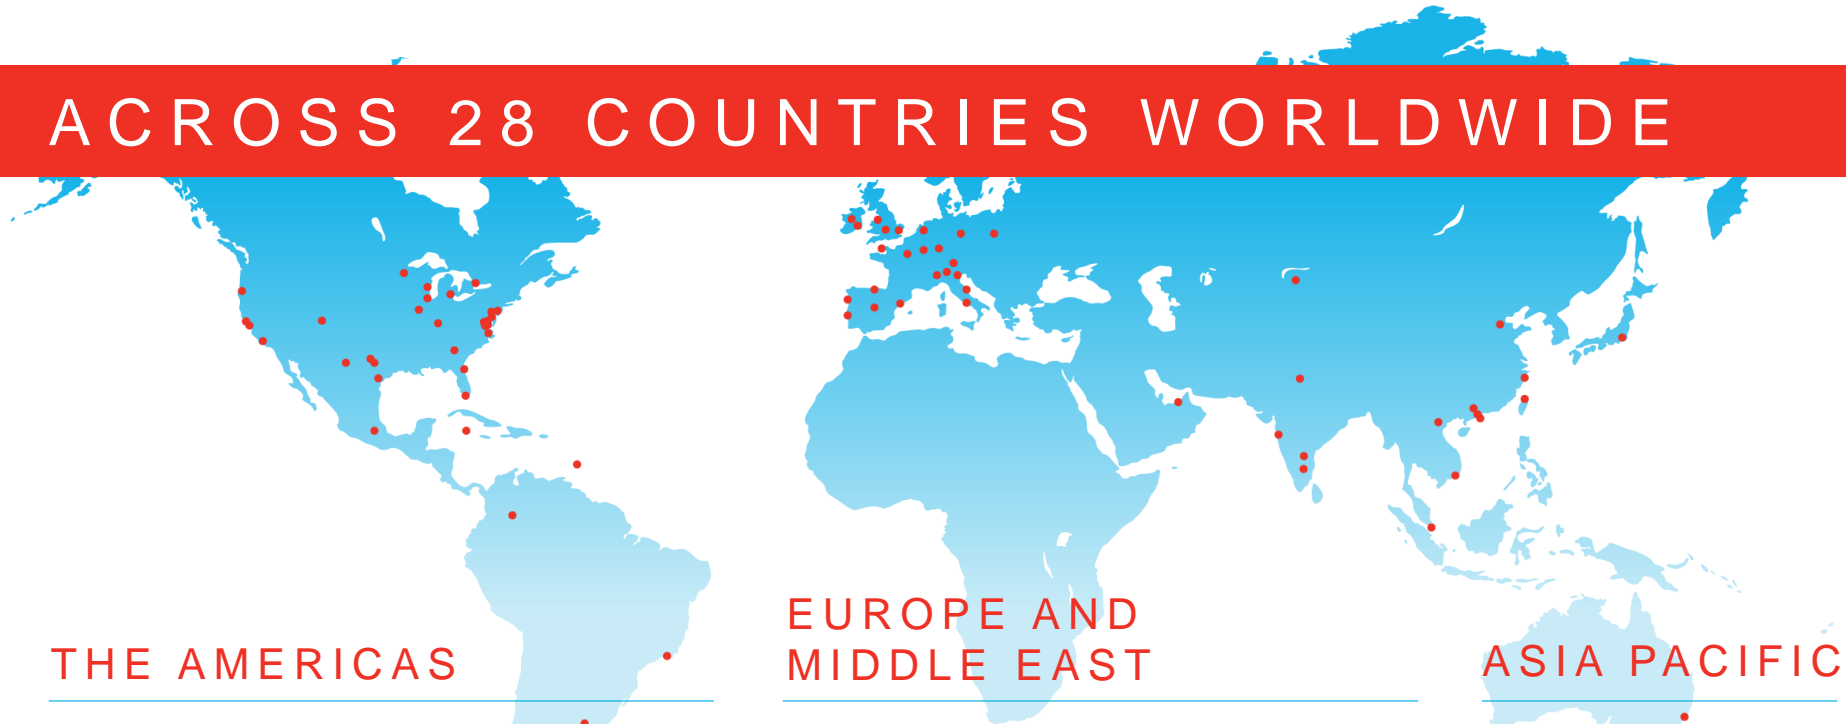 ACROSS 28 COUNTRIES WORLDWIDE
THE AMERICAS
EUROPE AND
MIDDLE EAST
ASIA PACIFIC